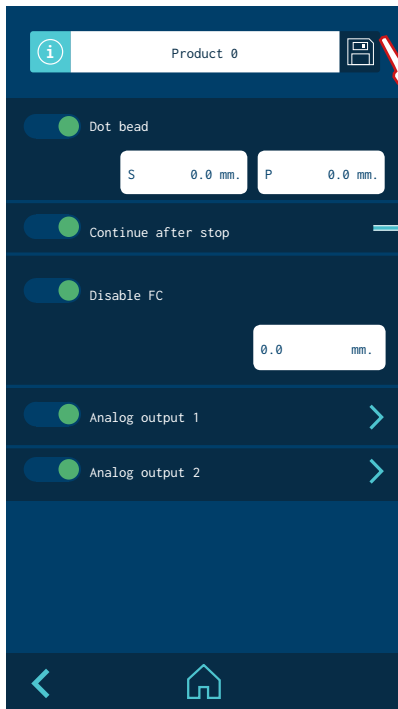 i
Product 0
Dot bead
S 0.0 mm. P 0.0 mm.
Continue after stop
Disable FC
0.0 mm.
Analog output 1
Analog output 2